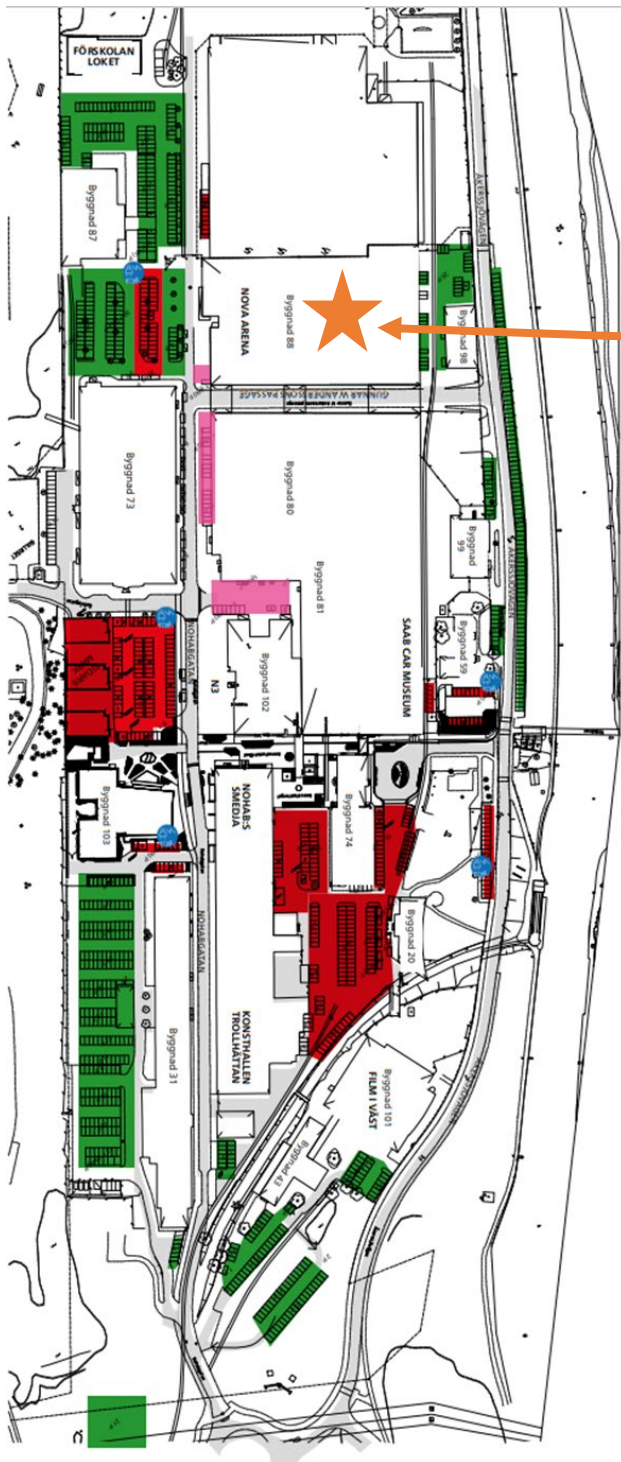 FÖRSKOLAN
LOKET
Byggnad 87
ÅKERSSJÖVÄGEN
NOVA ARENA
Byggnad 88
Byggnad 98
GUNNAR W ANDERSSONS PASSAGE
Byggnad 73
Byggnad 80
Byggnad
99
ÅKERSSJÖVÄGEN
Byggnad 81
NOHABGATAN
N3
Byggnad 102
SAAB CAR MUSEUM
Byggnad 59
Byggnad 103
NOHAB:S
SMEDJA
Byggnad 74
NOHABGATAN
Byggnad 20
Byggnad 31
KONSTHALLEN
TROLLHÄTTAN
Byggnad 101
FILM I VÄST
Byggnad 43